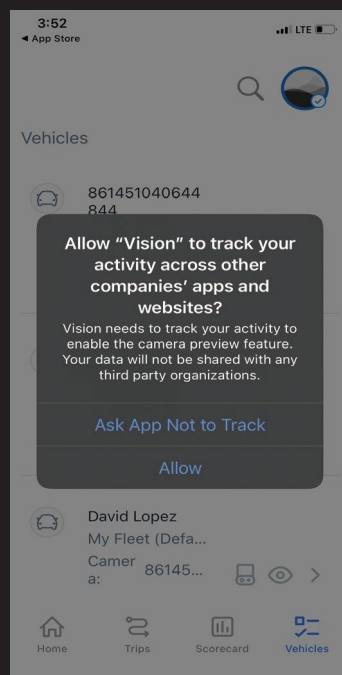 3:52
LTE
◀ App Store
Vehicles
861451040644
844
Allow “Vision” to track your
activity across other
companies’ apps and
websites?
Vision needs to track your activity to
enable the camera preview feature.
Your data will not be shared with any
third party organizations.
Ask App Not to Track
Allow
David Lopez
My Fleet (Defa...
Camer
a:
86145...
Home
Trips
Scorecard
Vehicles